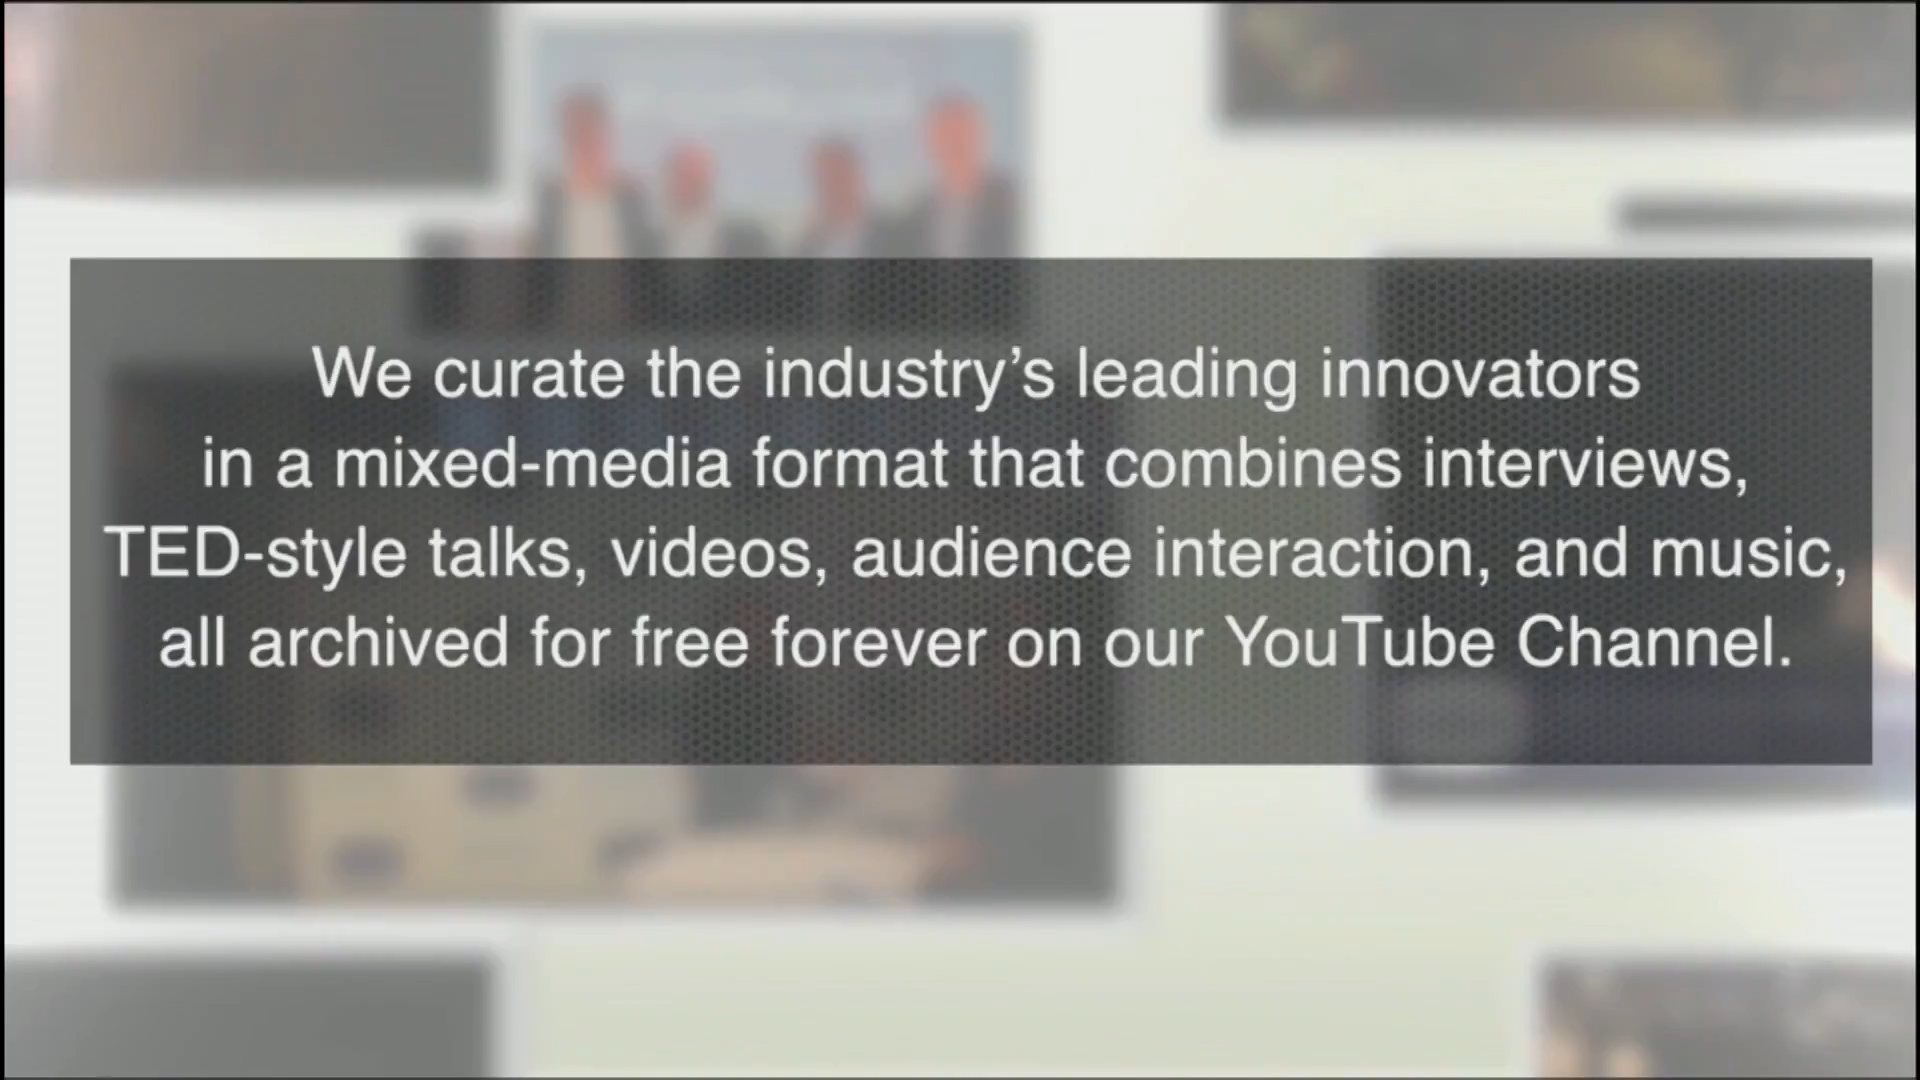 We curate the industry’s leading innovators
in a mixed-media format that combines interviews,
TED-style talks, videos, audience interaction, and music,
all archived for free forever on our YouTube Channel.